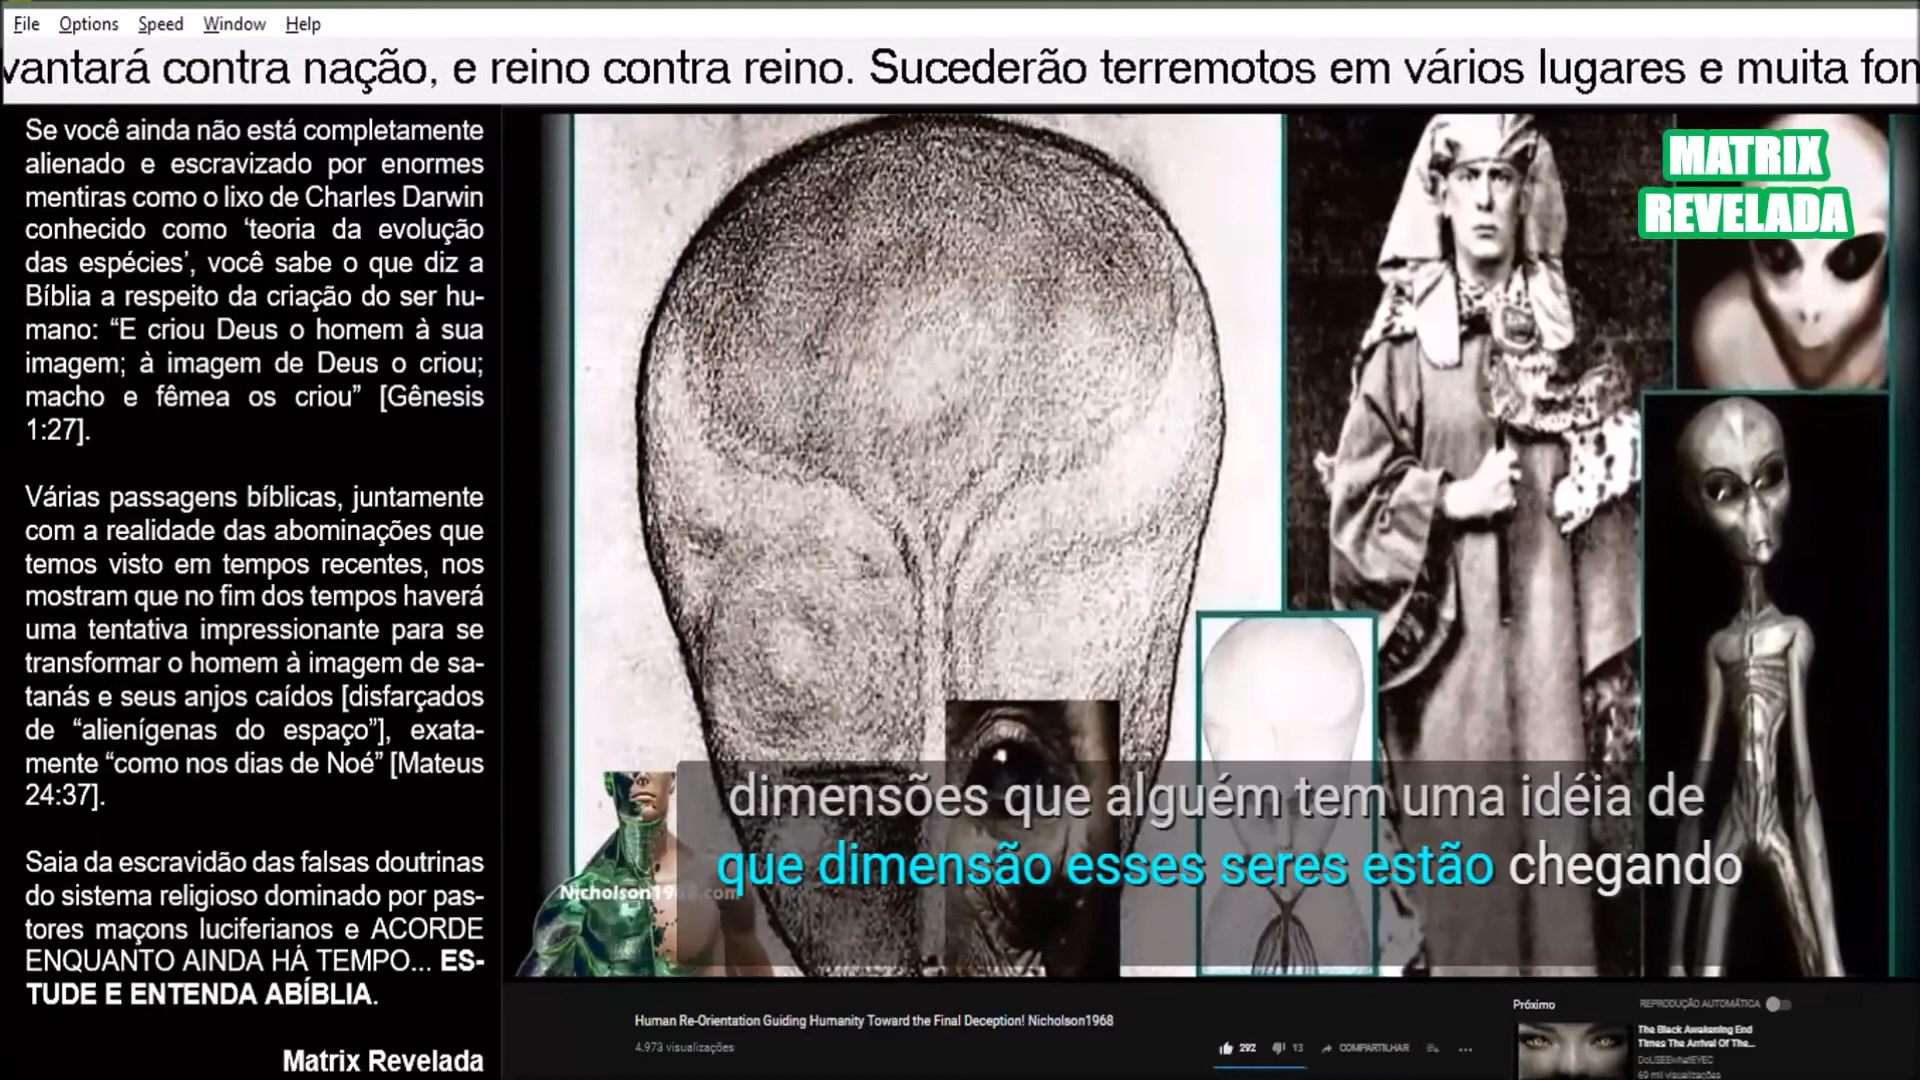 File Options Speed Window Help
vantará contra nação, e reino contra reino. Sucederão terremotos em vários lugares e muita fom
Se você ainda não está completamente
alienado e escravizado por enormes
mentiras como o lixo de Charles Darwin
conhecido como ‘teoria da evolução
das espécies’, você sabe o que diz a
Bíblia a respeito da criação do ser hu-
mano: “E criou Deus o homem à sua
imagem; à imagem de Deus o criou;
macho e fêmea os criou” [Gênesis
1:27].
Várias passagens bíblicas, juntamente
com a realidade das abominações que
temos visto em tempos recentes, nos
mostram que no fim dos tempos haverá
uma tentativa impressionante para se
transformar o homem à imagem de sa-
tanás e seus anjos caídos [disfarçados
de “alienígenas do espaço”], exata-
mente “como nos dias de Noé” [Mateus
24:37].
Saia da escravidão das falsas doutrinas
do sistema religioso dominado por pas-
tores maçons luciferianos e ACORDE
ENQUANTO AINDA HÁ TEMPO... ES-
TUDE E ENTENDA ABÍBLIA.
Matrix Revelada
MATRIX
REVELADA
dimensões que alguém tem uma idéia de
que dimensão esses seres estão chegando
Nicholson1968.com
Human Re-Orientation Guiding Humanity Toward the Final Deception! Nicholson1968
4.973 visualizações
292 13 COMPARTILHAR
Próximo REPRODUÇÃO AUTOMÁTICA
The Black Awakening End
Times The Arrival Of The...
DoUSEEwhatEYEC
69 mil visualizações